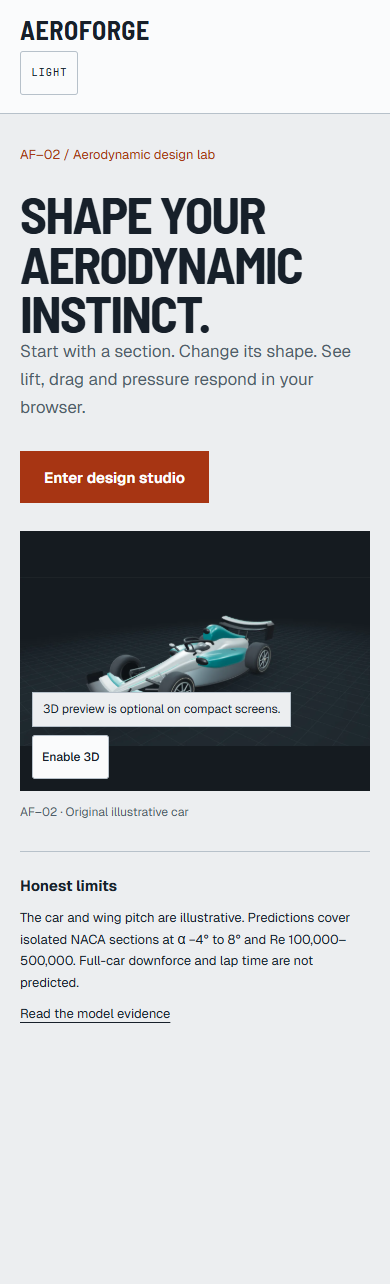 AEROFORGE
LIGHT
AF–02 / Aerodynamic design lab
SHAPE YOUR
AERODYNAMIC
INSTINCT.
Start with a section. Change its shape. See
lift, drag and pressure respond in your
browser.
Enter design studio
3D preview is optional on compact screens.
Enable 3D
AF–02 · Original illustrative car
Honest limits
The car and wing pitch are illustrative. Predictions cover
isolated NACA sections at α −4° to 8° and Re 100,000–
500,000. Full-car downforce and lap time are not
predicted.
Read the model evidence